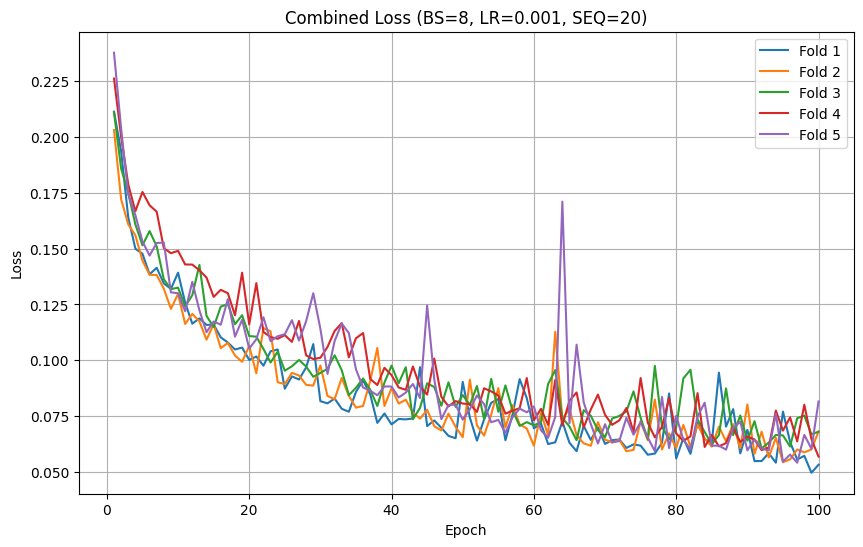 Combined Loss (BS=8, LR=0.001, SEQ=20)
Fold 1
Fold 2
Fold 3
Fold 4
Fold 5
Loss
0.225
0.200
0.175
0.150
0.125
0.100
0.075
0.050
0 20 40 60 80 100
Epoch